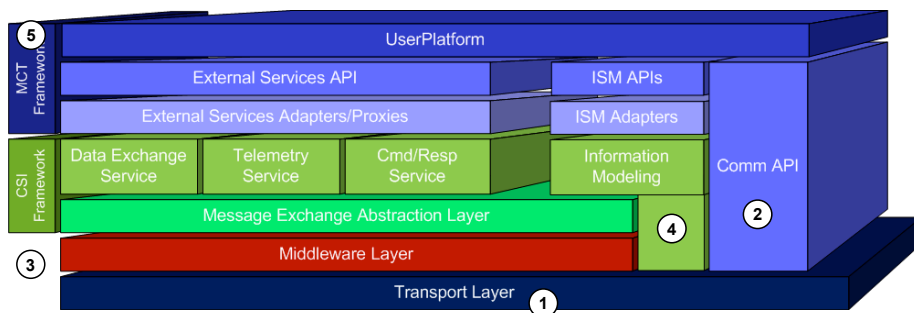 5
MCT
Framework
UserPlatform
External Services API
ISM APIs
External Services Adapters/Proxies
ISM Adapters
CSI
Framework
Data Exchange
Service
Telemetry
Service
Cmd/Resp
Service
Information
Modeling
Comm API
Message Exchange Abstraction Layer
4
2
3
Middleware Layer
Transport Layer
1